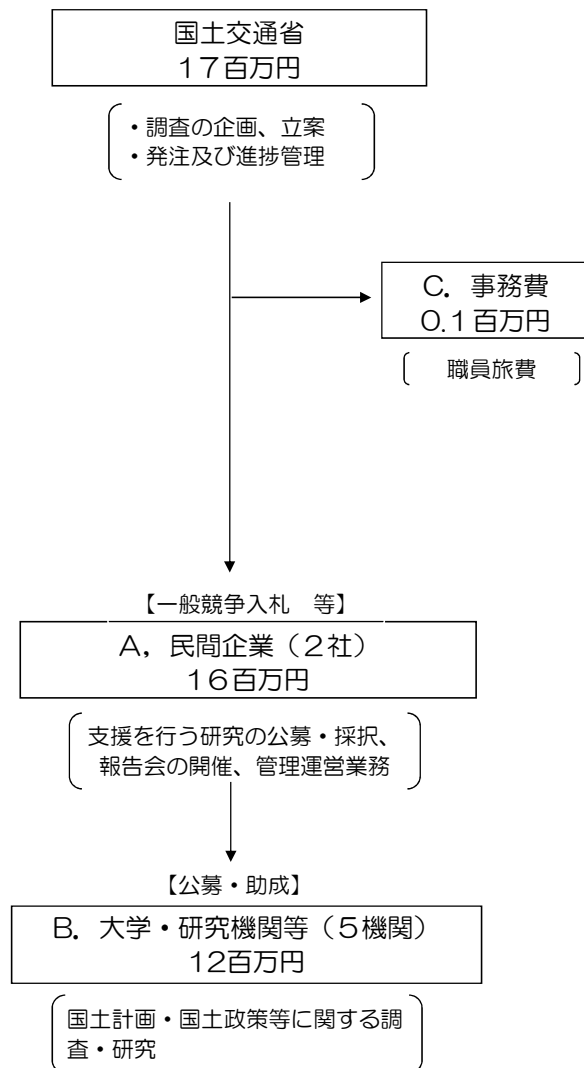 国土交通省
１７百万円
・調査の企画、立案
・発注及び進捗管理
Ｃ．事務費
０.１百万円
職員旅費
【一般競争入札　等】
Ａ，民間企業（２社）
１６百万円
支援を行う研究の公募・採択、
報告会の開催、管理運営業務
【公募・助成】
Ｂ．大学・研究機関等（５機関）
１２百万円
国土計画・国土政策等に関する調
査・研究